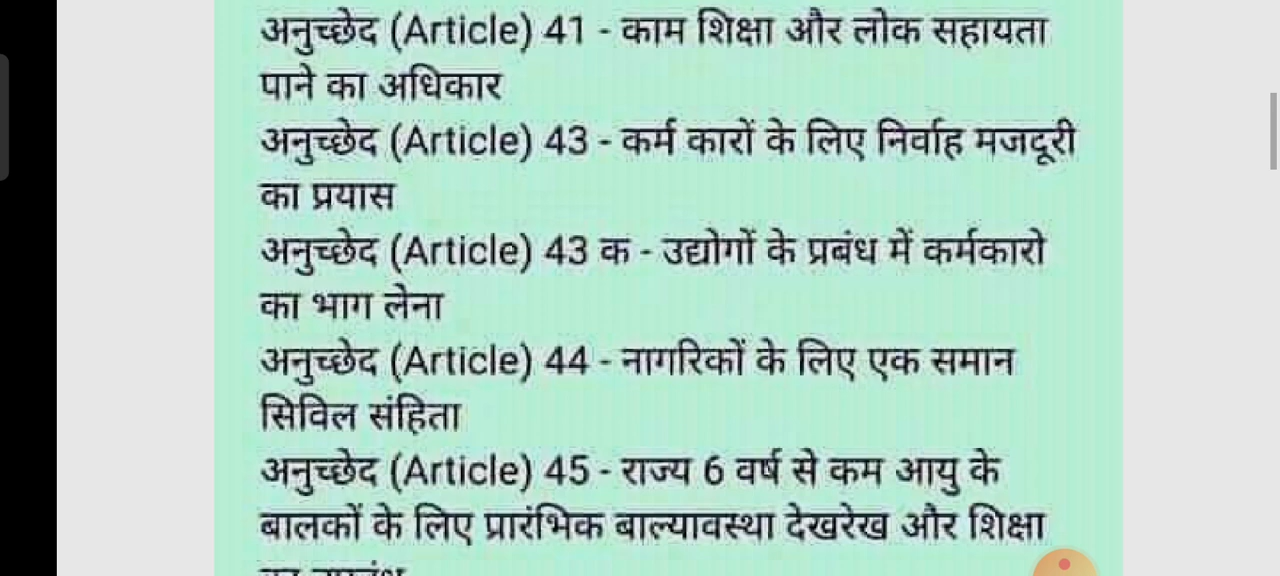 अनुच्छेद (Article) 41 - काम शिक्षा और लोक सहायता
पाने का अधिकार
अनुच्छेद (Article) 43 - कर्म कारों के लिए निर्वाह मजदूरी
का प्रयास
अनुच्छेद (Article) 43 क - उद्योगों के प्रबंध में कर्मकारो
का भाग लेना
अनुच्छेद (Article) 44 - नागरिकों के लिए एक समान
सिविल संहिता
अनुच्छेद (Article) 45 - राज्य 6 वर्ष से कम आयु के
बालकों के लिए प्रारंभिक बाल्यावस्था देखरेख और शिक्षा